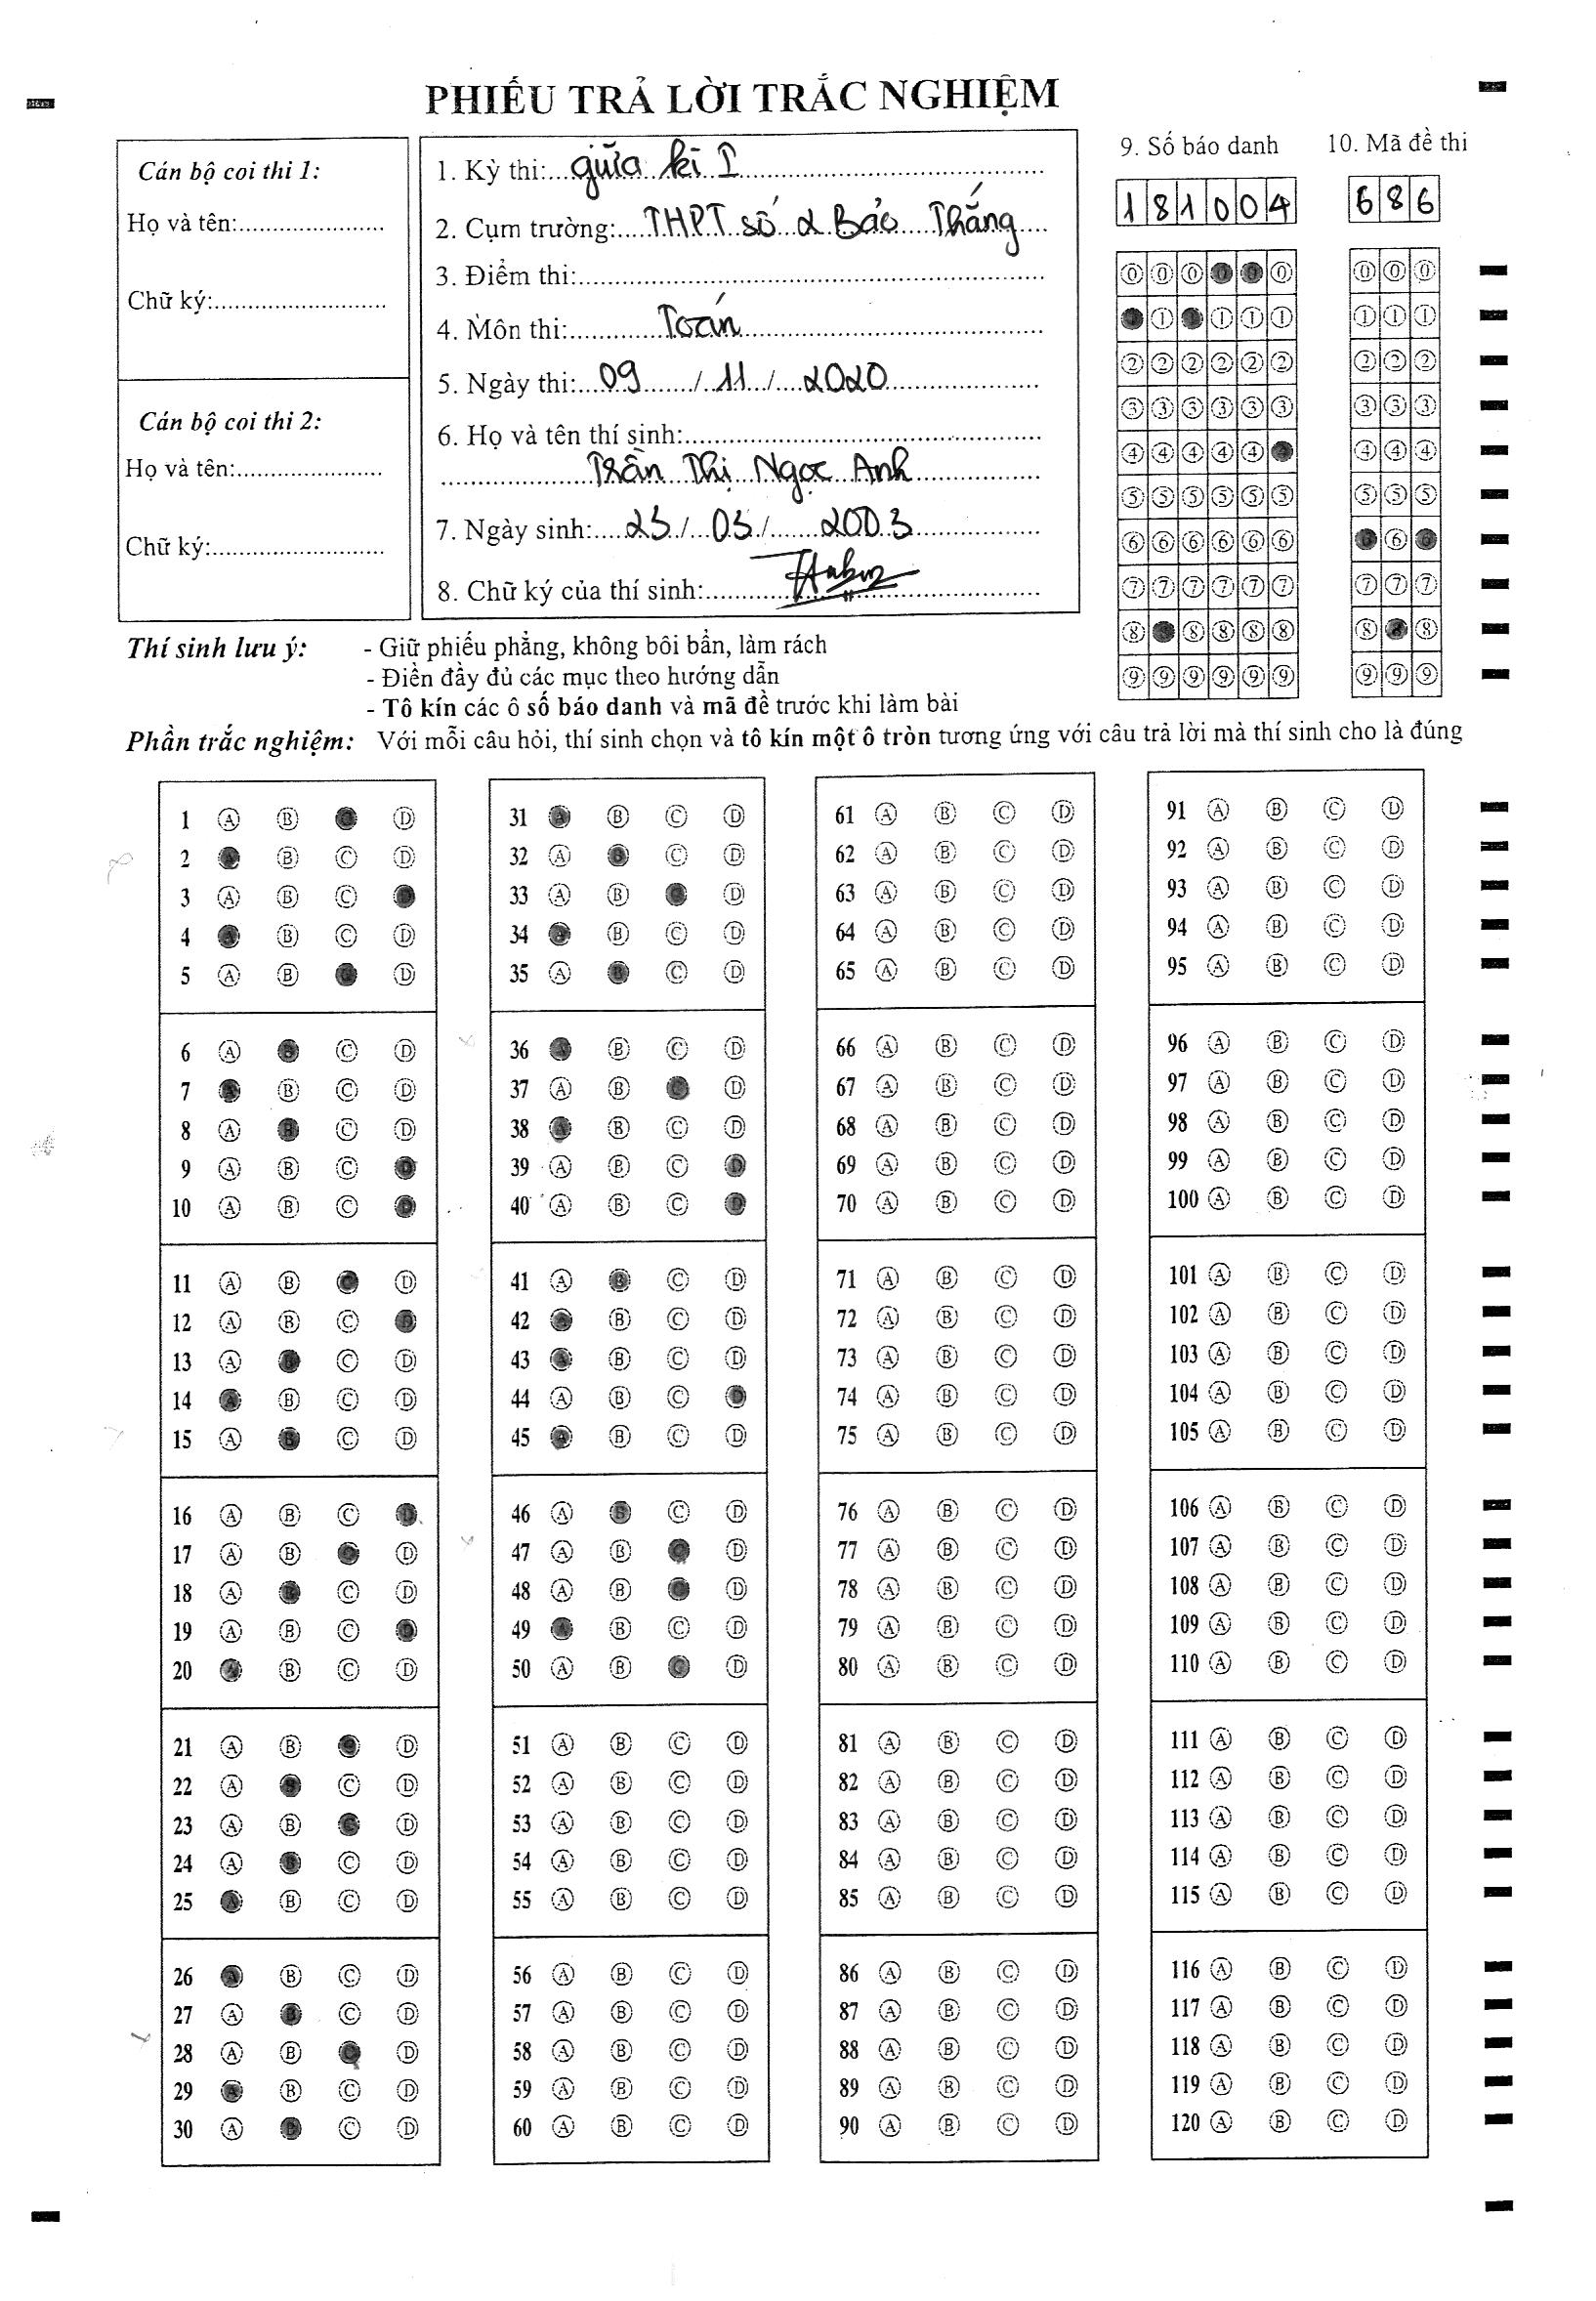 PHIẾU TRẢ LỜI TRẮC NGHIỆM
Cán bộ coi thi 1:
Họ và tên:......................
Chữ ký:..........................
Cán bộ coi thi 2:
Họ và tên:......................
Chữ ký:..........................
1. Kỳ thi: giữa kì I
2. Cụm trường: THPT số 2 Bảo Thắng
3. Điểm thi:
4. Môn thi: Toán
5. Ngày thi: 09 / 11 / 2020
6. Họ và tên thí sinh:
Trần Thị Ngọc Anh
7. Ngày sinh: 23 / 03 / 2003
8. Chữ ký của thí sinh:
9. Số báo danh
181004
0 0 0 0 0 0
1 1 1 1 1 1
2 2 2 2 2 2
3 3 3 3 3 3
4 4 4 4 4 4
5 5 5 5 5 5
6 6 6 6 6 6
7 7 7 7 7 7
8 8 8 8 8 8
9 9 9 9 9 9
10. Mã đề thi
686
0 0 0
1 1 1
2 2 2
3 3 3
4 4 4
5 5 5
6 6 6
7 7 7
8 8 8
9 9 9
Thí sinh lưu ý: - Giữ phiếu phẳng, không bôi bẩn, làm rách
- Điền đầy đủ các mục theo hướng dẫn
- Tô kín các ô số báo danh và mã đề trước khi làm bài
Phần trắc nghiệm: Với mỗi câu hỏi, thí sinh chọn và tô kín một ô tròn tương ứng với câu trả lời mà thí sinh cho là đúng
1 A B C D
2 A B C D
3 A B C D
4 A B C D
5 A B C D
6 A B C D
7 A B C D
8 A B C D
9 A B C D
10 A B C D
11 A B C D
12 A B C D
13 A B C D
14 A B C D
15 A B C D
16 A B C D
17 A B C D
18 A B C D
19 A B C D
20 A B C D
21 A B C D
22 A B C D
23 A B C D
24 A B C D
25 A B C D
26 A B C D
27 A B C D
28 A B C D
29 A B C D
30 A B C D
31 A B C D
32 A B C D
33 A B C D
34 A B C D
35 A B C D
36 A B C D
37 A B C D
38 A B C D
39 A B C D
40 A B C D
41 A B C D
42 A B C D
43 A B C D
44 A B C D
45 A B C D
46 A B C D
47 A B C D
48 A B C D
49 A B C D
50 A B C D
51 A B C D
52 A B C D
53 A B C D
54 A B C D
55 A B C D
56 A B C D
57 A B C D
58 A B C D
59 A B C D
60 A B C D
61 A B C D
62 A B C D
63 A B C D
64 A B C D
65 A B C D
66 A B C D
67 A B C D
68 A B C D
69 A B C D
70 A B C D
71 A B C D
72 A B C D
73 A B C D
74 A B C D
75 A B C D
76 A B C D
77 A B C D
78 A B C D
79 A B C D
80 A B C D
81 A B C D
82 A B C D
83 A B C D
84 A B C D
85 A B C D
86 A B C D
87 A B C D
88 A B C D
89 A B C D
90 A B C D
91 A B C D
92 A B C D
93 A B C D
94 A B C D
95 A B C D
96 A B C D
97 A B C D
98 A B C D
99 A B C D
100 A B C D
101 A B C D
102 A B C D
103 A B C D
104 A B C D
105 A B C D
106 A B C D
107 A B C D
108 A B C D
109 A B C D
110 A B C D
111 A B C D
112 A B C D
113 A B C D
114 A B C D
115 A B C D
116 A B C D
117 A B C D
118 A B C D
119 A B C D
120 A B C D